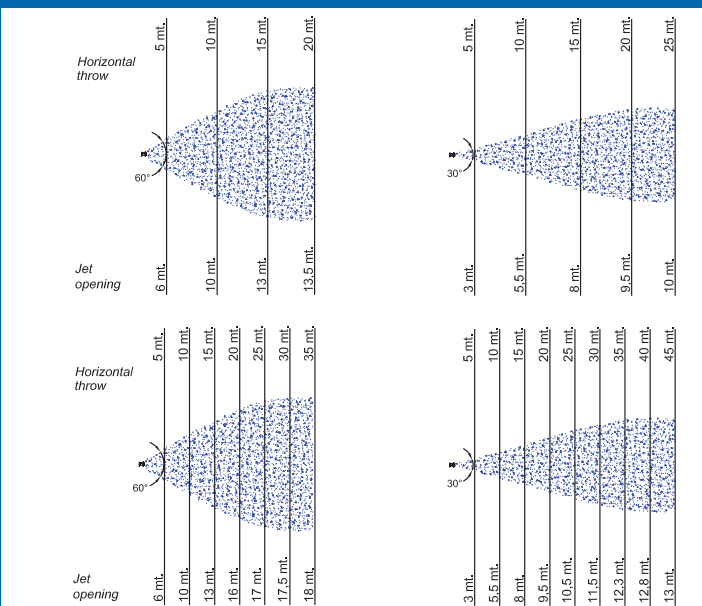 5 mt. 10 mt. 15 mt. 20 mt.
Horizontal
throw
60°
Jet
opening
6 mt. 10 mt. 13 mt. 13,5 mt.
5 mt. 10 mt. 15 mt. 20 mt. 25 mt.
30°
3 mt. 5,5 mt. 8 mt. 9,5 mt. 10 mt.
5 mt. 10 mt. 15 mt. 20 mt. 25 mt. 30 mt. 35 mt.
Horizontal
throw
60°
Jet
opening
6 mt. 10 mt. 13 mt. 16 mt. 17 mt. 17,5 mt. 18 mt.
5 mt. 10 mt. 15 mt. 20 mt. 25 mt. 30 mt. 35 mt. 40 mt. 45 mt.
30°
3 mt. 5,5 mt. 8 mt. 9,5 mt. 10,5 mt. 11,5 mt. 12,3 mt. 12,8 mt. 13 mt.